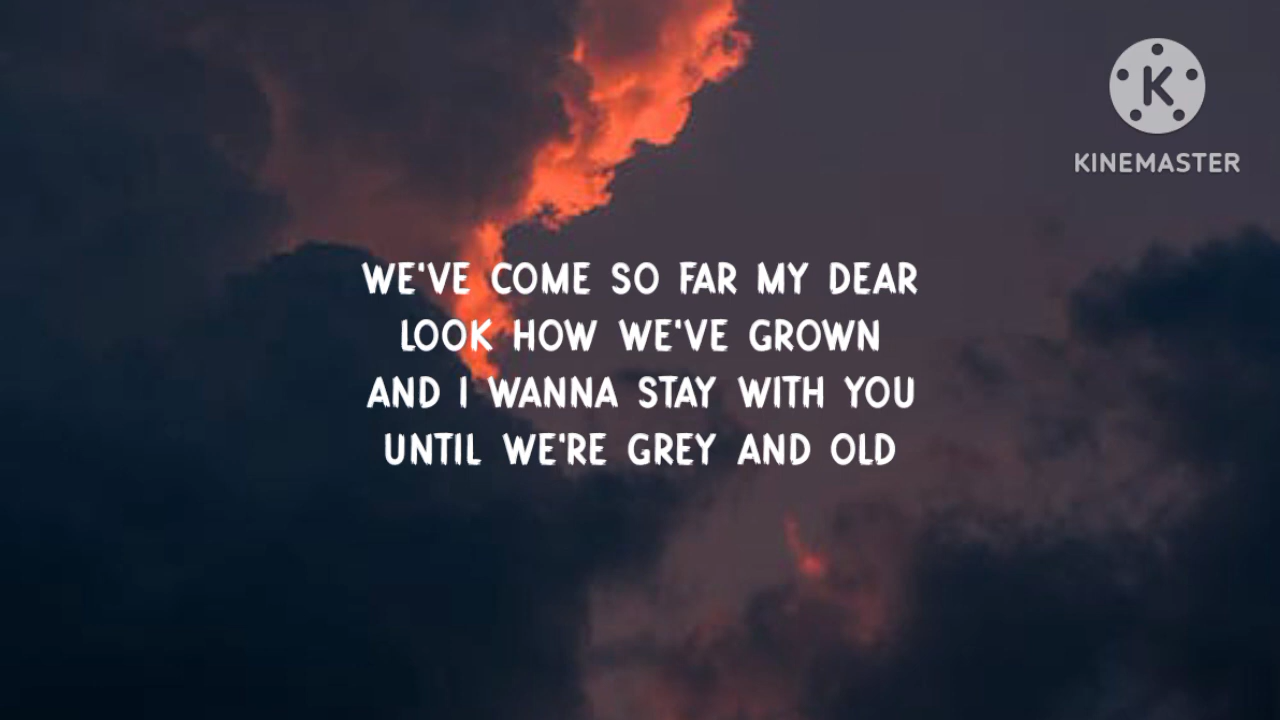 K
KINEMASTER
WE'VE COME SO FAR MY DEAR
LOOK HOW WE'VE GROWN
AND I WANNA STAY WITH YOU
UNTIL WE'RE GREY AND OLD